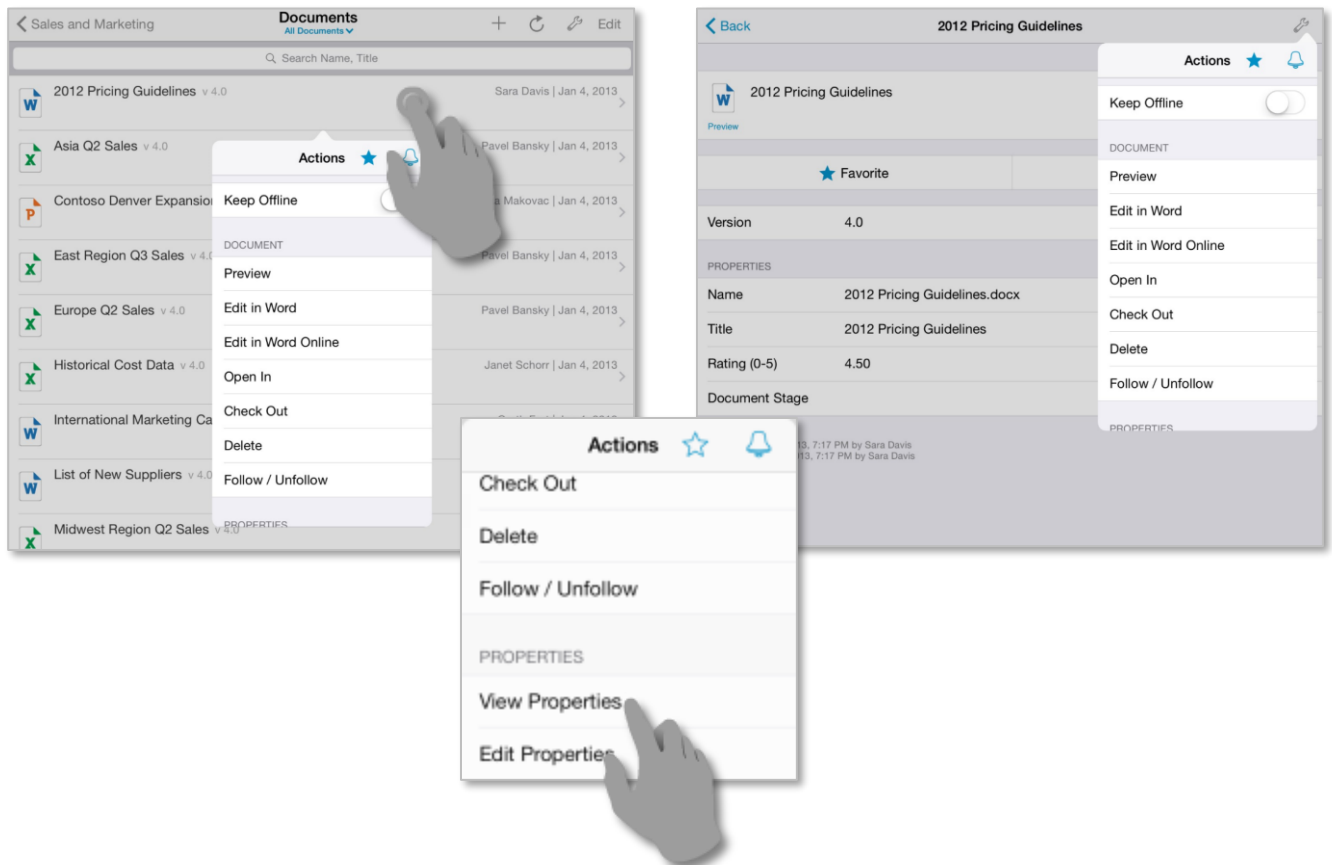 Sales and Marketing
Documents
All Documents
Edit
Search Name, Title
2012 Pricing Guidelines v 4.0
Sara Davis | Jan 4, 2013
Asia Q2 Sales v 4.0
Pavel Bansky | Jan 4, 2013
Contoso Denver Expansion
Makovac | Jan 4, 2013
East Region Q3 Sales v 4.0
Pavel Bansky | Jan 4, 2013
Europe Q2 Sales v 4.0
Pavel Bansky | Jan 4, 2013
Historical Cost Data v 4.0
Janet Schorr | Jan 4, 2013
International Marketing Ca
List of New Suppliers v 4.0
Midwest Region Q2 Sales v 4.0
Actions
Keep Offline
DOCUMENT
Preview
Edit in Word
Edit in Word Online
Open In
Check Out
Delete
Follow / Unfollow
PROPERTIES
Actions
Check Out
Delete
Follow / Unfollow
PROPERTIES
View Properties
Edit Properties
Back
2012 Pricing Guidelines
2012 Pricing Guidelines
Preview
Favorite
Version 4.0
PROPERTIES
Name 2012 Pricing Guidelines.docx
Title 2012 Pricing Guidelines
Rating (0-5) 4.50
Document Stage
13, 7:17 PM by Sara Davis
13, 7:17 PM by Sara Davis
Actions
Keep Offline
DOCUMENT
Preview
Edit in Word
Edit in Word Online
Open In
Check Out
Delete
Follow / Unfollow
PROPERTIES